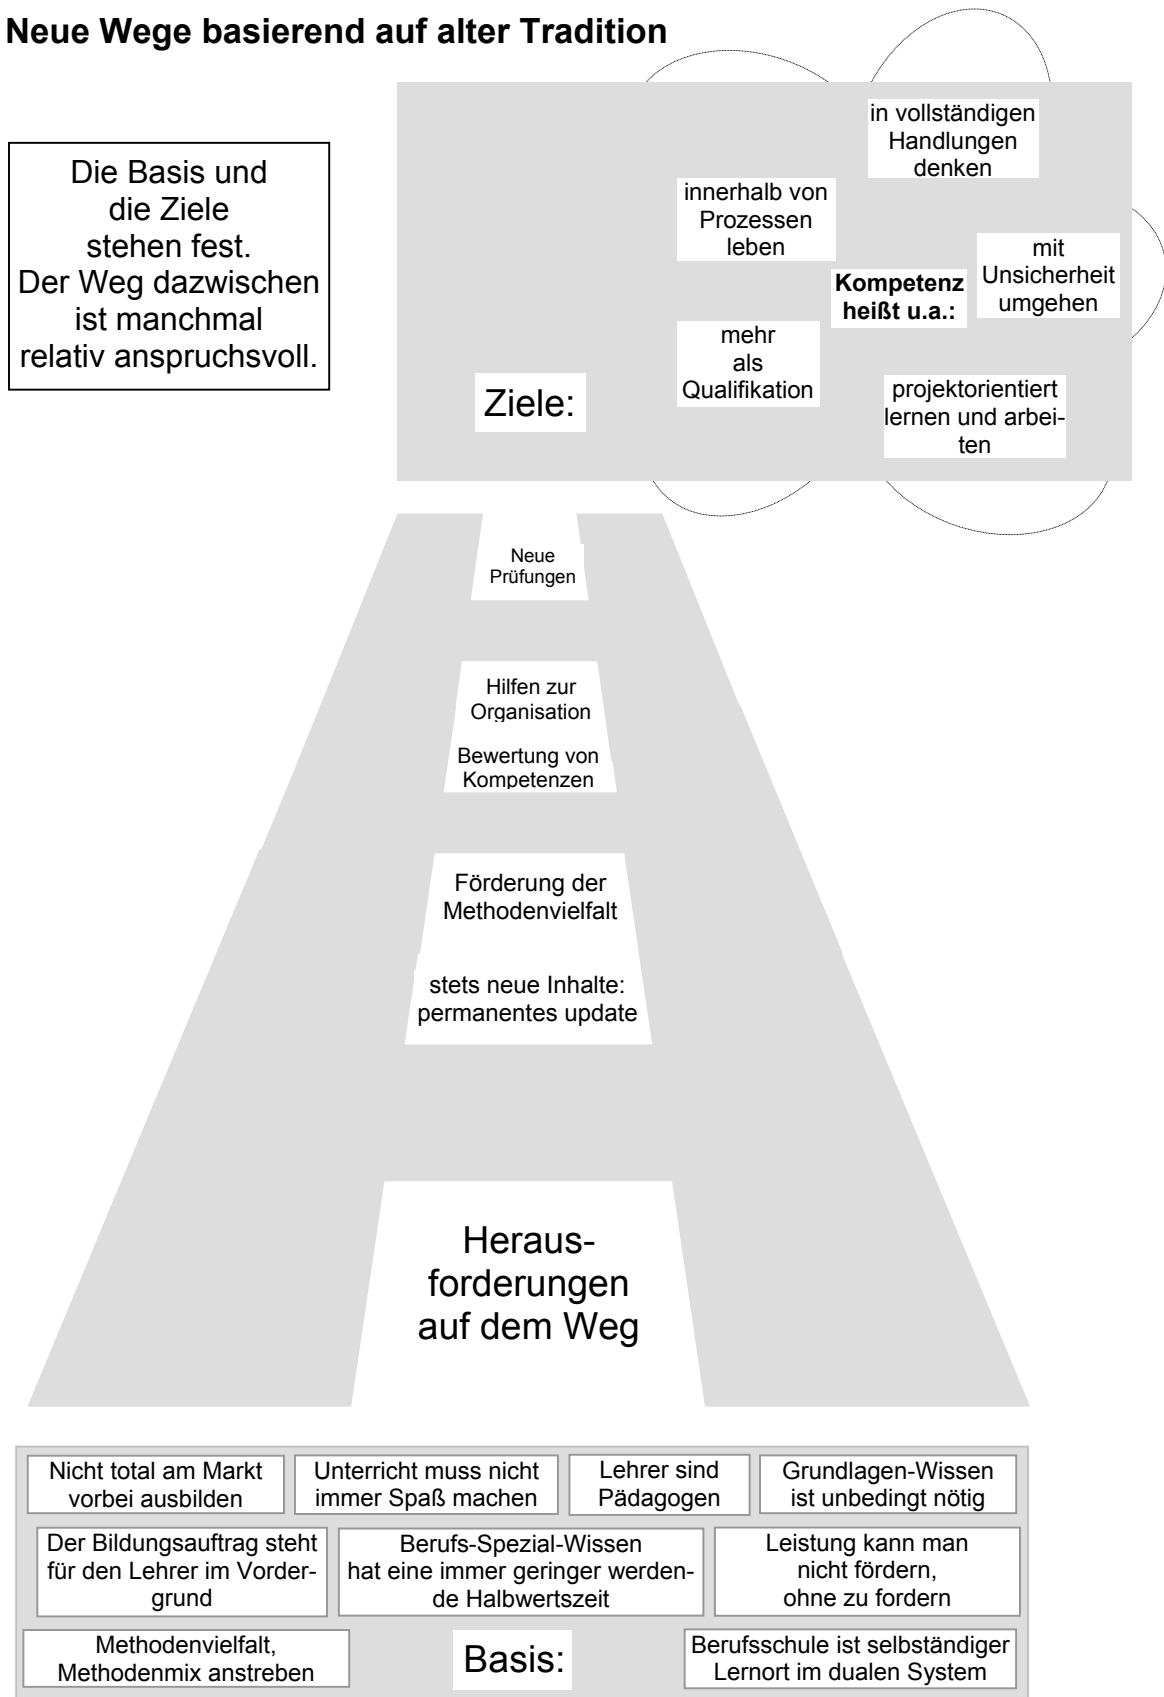 Neue Wege basierend auf alter Tradition
Die Basis und
die Ziele
stehen fest.
Der Weg dazwischen
ist manchmal
relativ anspruchsvoll.
in vollständigen
Handlungen
denken
innerhalb von
Prozessen
leben
mit
Unsicherheit
umgehen
Kompetenz
heißt u.a.:
mehr
als
Qualifikation
projektorientiert
lernen und arbei-
ten
Ziele:
Neue
Prüfungen
Hilfen zur
Organisation
Bewertung von
Kompetenzen
Förderung der
Methodenvielfalt
stets neue Inhalte:
permanentes update
Heraus-
forderungen
auf dem Weg
Nicht total am Markt
vorbei ausbilden
Unterricht muss nicht
immer Spaß machen
Lehrer sind
Pädagogen
Grundlagen-Wissen
ist unbedingt nötig
Der Bildungsauftrag steht
für den Lehrer im Vorder-
grund
Berufs-Spezial-Wissen
hat eine immer geringer werden-
de Halbwertszeit
Leistung kann man
nicht fördern,
ohne zu fordern
Methodenvielfalt,
Methodenmix anstreben
Basis:
Berufsschule ist selbständiger
Lernort im dualen System